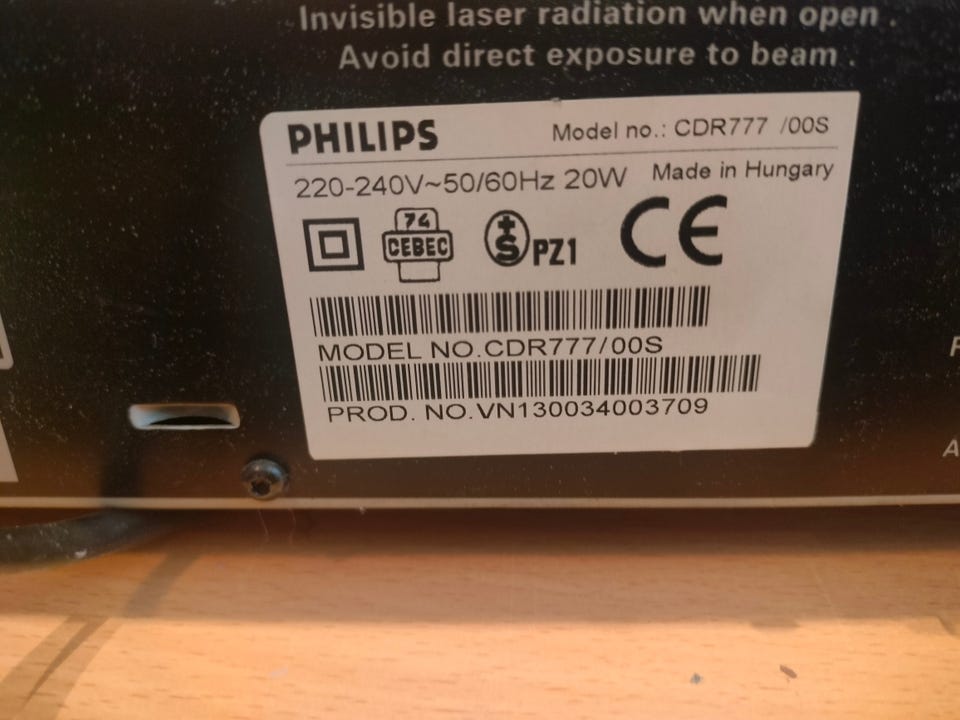 Invisible laser radiation when open .
Avoid direct exposure to beam .
PHILIPS Model no.: CDR777 /00S
220-240V~50/60Hz 20W Made in Hungary
74
CEBEC
+S PZ1 CE
MODEL NO.CDR777/00S
PROD. NO.VN130034003709